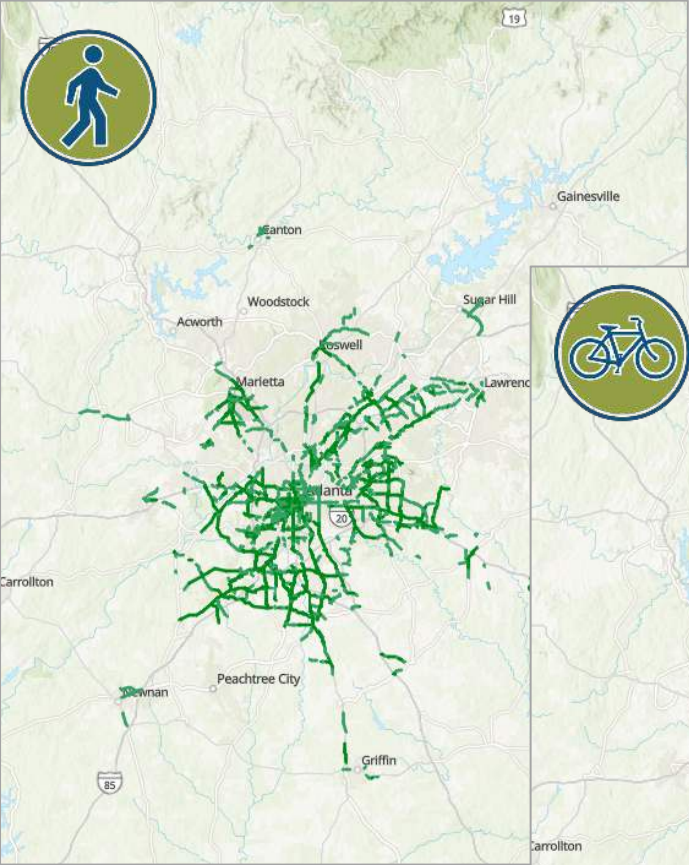 19
Gainesville
Canton
Woodstock
Sugar Hill
Acworth
Roswell
Marietta
Lawrenc
Atlanta
20
Carrollton
Peachtree City
Newnan
Griffin
85
Carrollton